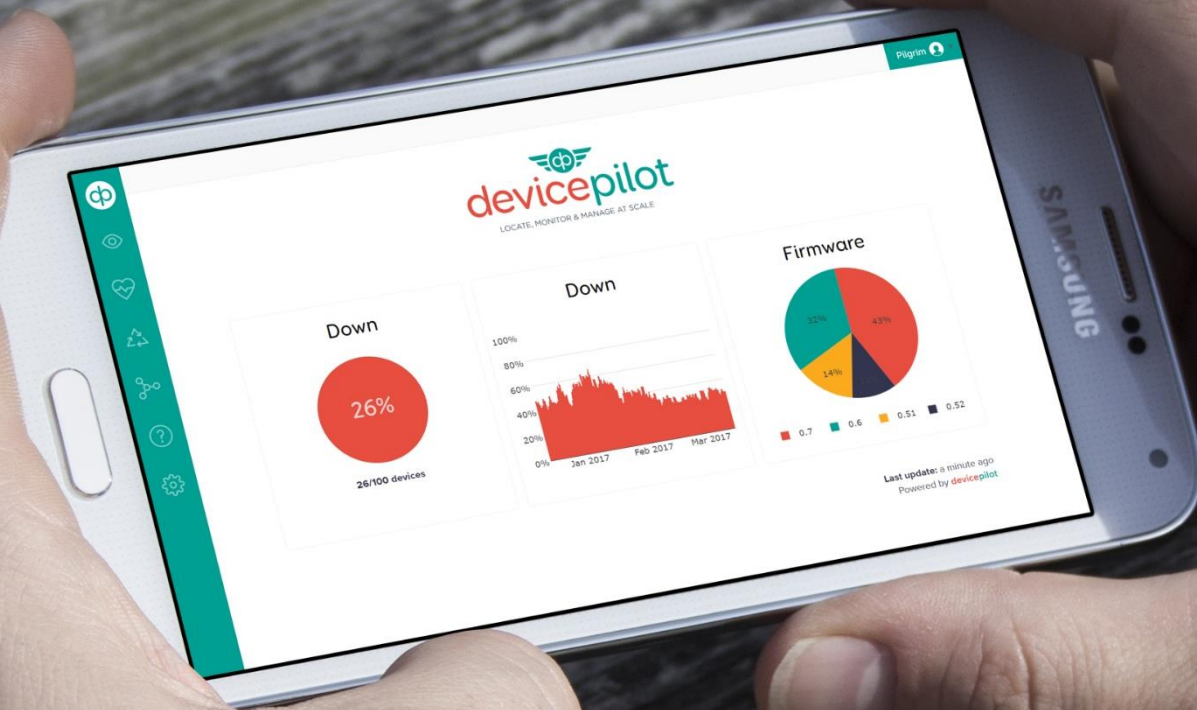 Pilgrim
devicepilot
LOCATE, MONITOR & MANAGE AT SCALE
Down
26%
26/100 devices
Down
100%
80%
60%
40%
20%
0%
Jan 2017 Feb 2017 Mar 2017
Firmware
32% 43%
14%
0.7 0.6 0.51 0.52
Last update: a minute ago
Powered by devicepilot
SAMSUNG